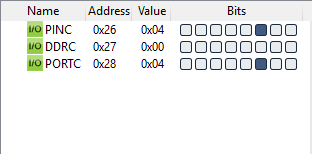 Name Address Value Bits
I/O PINC 0x26 0x04
I/O DDRC 0x27 0x00
I/O PORTC 0x28 0x04